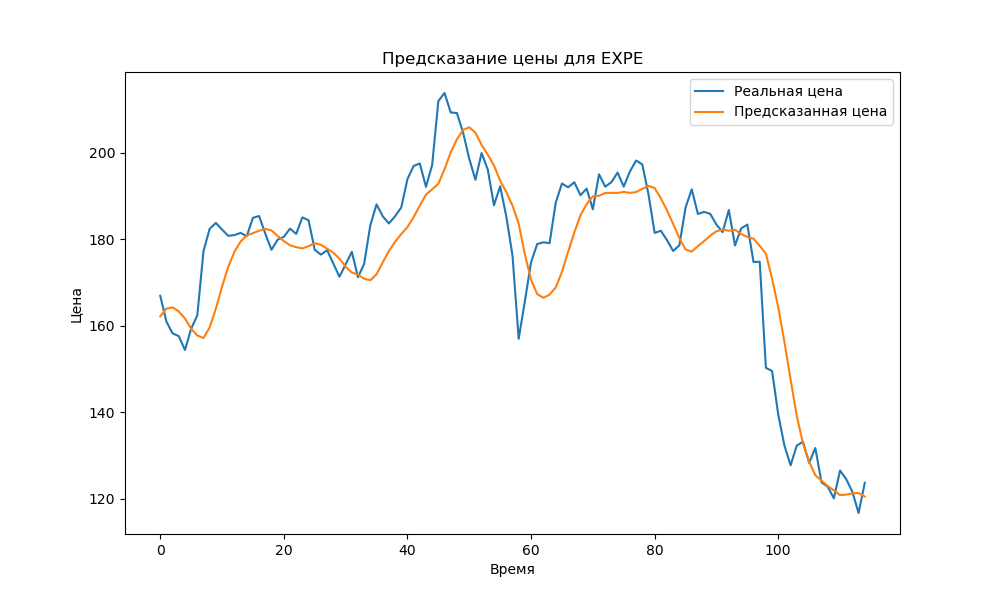 Предсказание цены для EXPE
Реальная цена
Предсказанная цена
Цена
200
180
160
140
120
0 20 40 60 80 100
Время